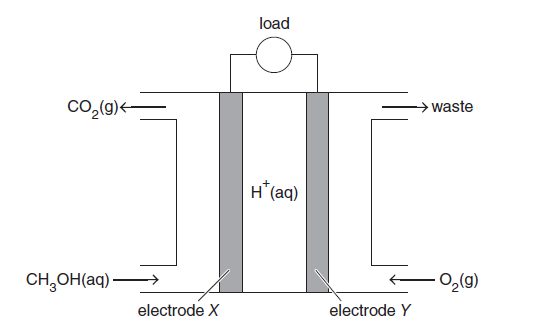 load
CO₂(g)
waste
H⁺(aq)
CH₃OH(aq)
O₂(g)
electrode X
electrode Y